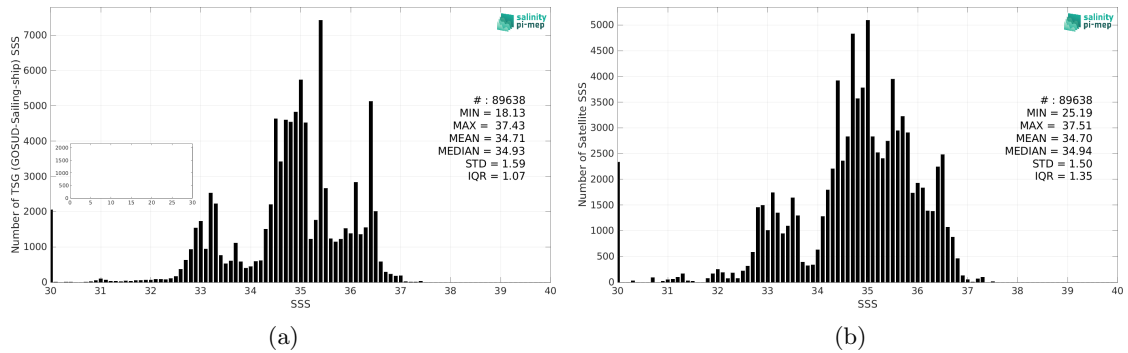 salinity
pi-mep
Number of TSG (GOSUD-Sailing-ship) SSS
7000
6000
5000
4000
3000
2000
1000
0
# : 89638
MIN = 18.13
MAX = 37.43
MEAN = 34.71
MEDIAN = 34.93
STD = 1.59
IQR = 1.07
2000
1500
1000
500
0
0 5 10 15 20 25 30
30 31 32 33 34 35 36 37 38 39 40
SSS
(a)
salinity
pi-mep
Number of Satellite SSS
5000
4500
4000
3500
3000
2500
2000
1500
1000
500
0
# : 89638
MIN = 25.19
MAX = 37.51
MEAN = 34.70
MEDIAN = 34.94
STD = 1.50
IQR = 1.35
30 31 32 33 34 35 36 37 38 39 40
SSS
(b)